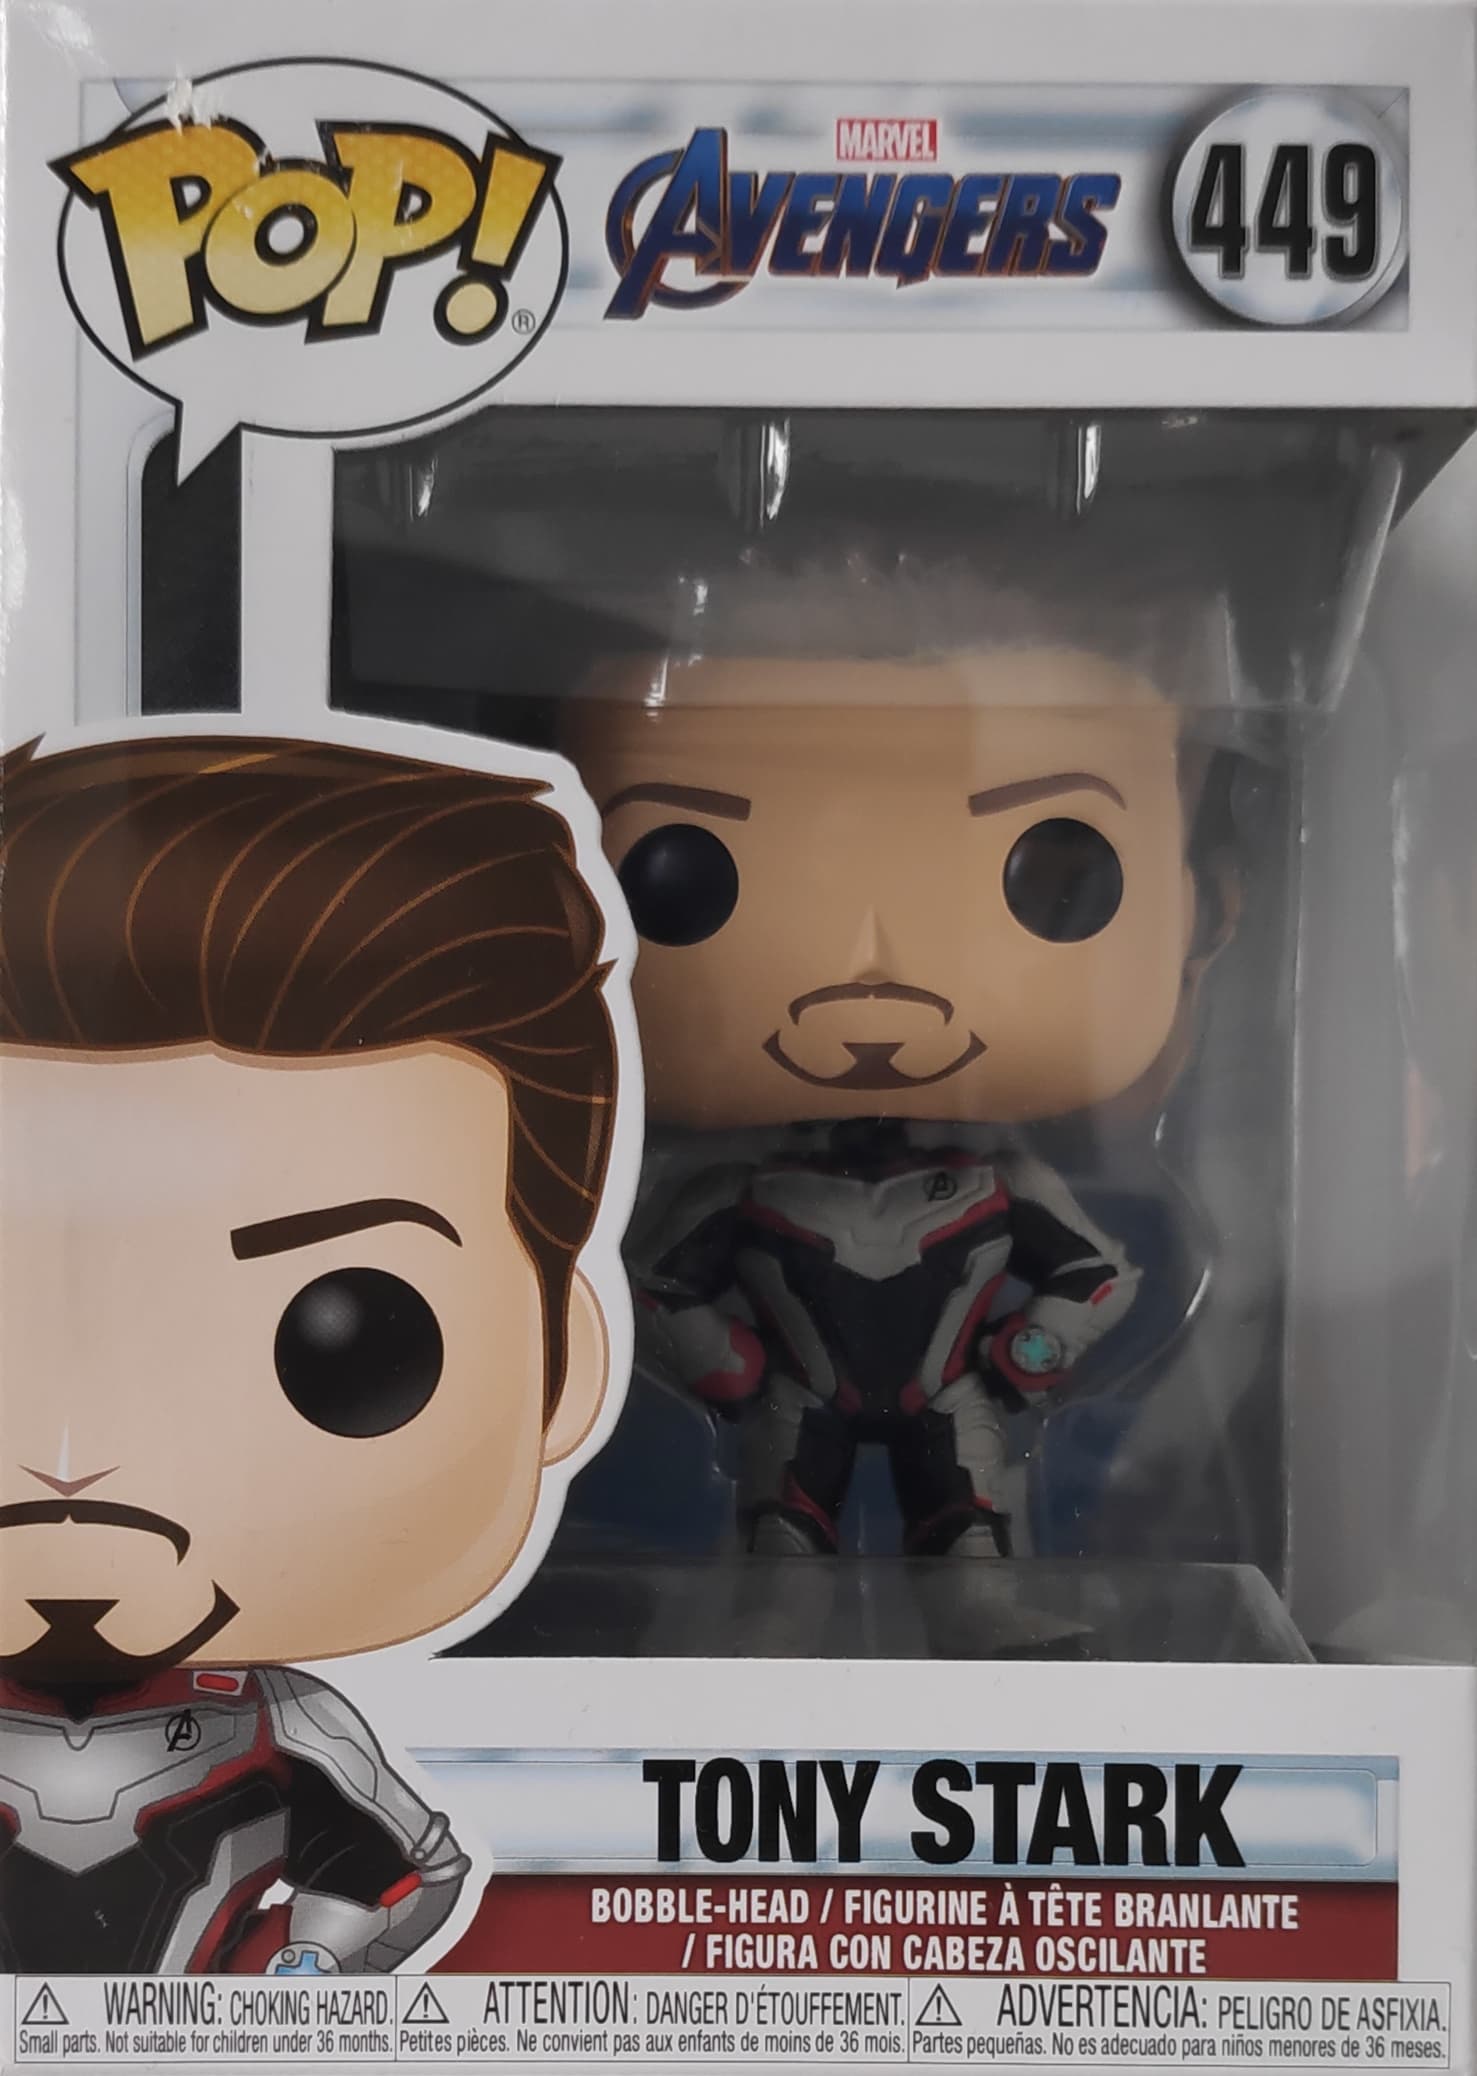 POP!
®
MARVEL
AVENGERS
449
TONY STARK
BOBBLE-HEAD / FIGURINE À TÊTE BRANLANTE
/ FIGURA CON CABEZA OSCILANTE
⚠ WARNING: CHOKING HAZARD.
Small parts. Not suitable for children under 36 months.
⚠ ATTENTION: DANGER D'ÉTOUFFEMENT.
Petites pièces. Ne convient pas aux enfants de moins de 36 mois.
⚠ ADVERTENCIA: PELIGRO DE ASFIXIA.
Partes pequeñas. No es adecuado para niños menores de 36 meses.